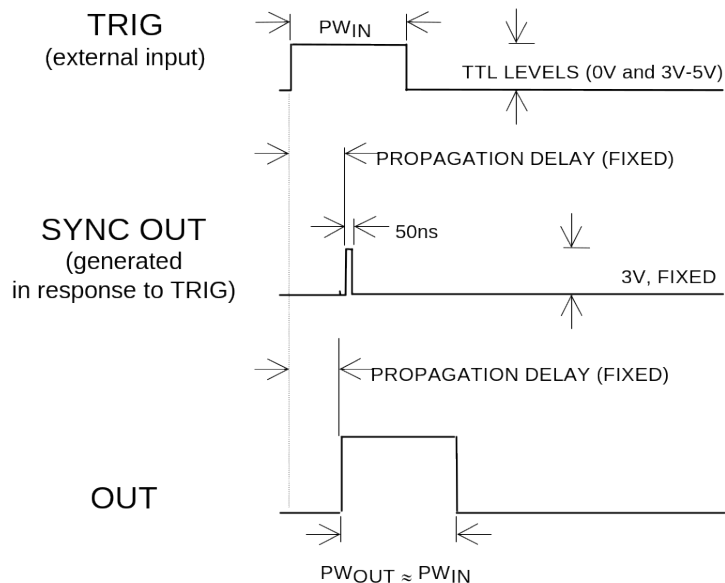 TRIG
(external input)
PWIN
TTL LEVELS (0V and 3V-5V)
PROPAGATION DELAY (FIXED)
SYNC OUT
(generated
in response to TRIG)
50ns
3V, FIXED
PROPAGATION DELAY (FIXED)
OUT
PWOUT ≈ PWIN